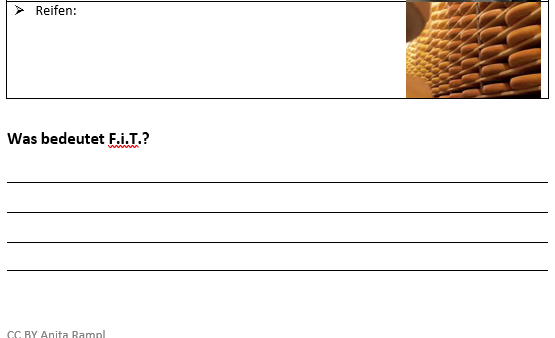 ➢ Reifen:
Was bedeutet F.i.T.?
CC BY Anita Rampl